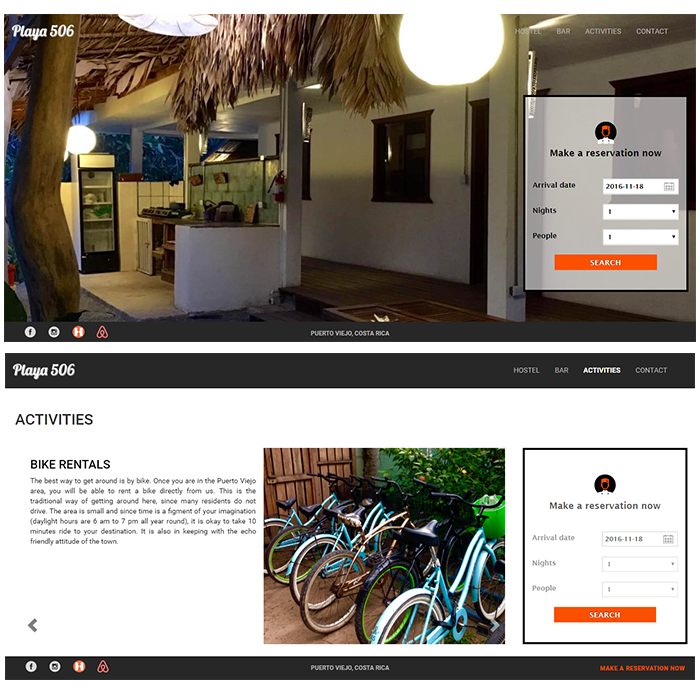 Playa 506
HOSTEL BAR ACTIVITIES CONTACT
Make a reservation now
Arrival date 2016-11-18
Nights 1
People 1
SEARCH
PUERTO VIEJO, COSTA RICA
Playa 506
HOSTEL BAR ACTIVITIES CONTACT
ACTIVITIES
BIKE RENTALS
The best way to get around is by bike. Once you are in the Puerto Viejo
area, you will be able to rent a bike directly from us. This is the
traditional way of getting around here, since many residents do not
drive. The area is small and since time is a figment of your imagination
(daylight hours are 6 am to 7 pm all year round), it is okay to take 10
minutes ride to your destination. It is also in keeping with the echo
friendly attitude of the town.
Make a reservation now
Arrival date 2016-11-18
Nights 1
People 1
SEARCH
PUERTO VIEJO, COSTA RICA
MAKE A RESERVATION NOW